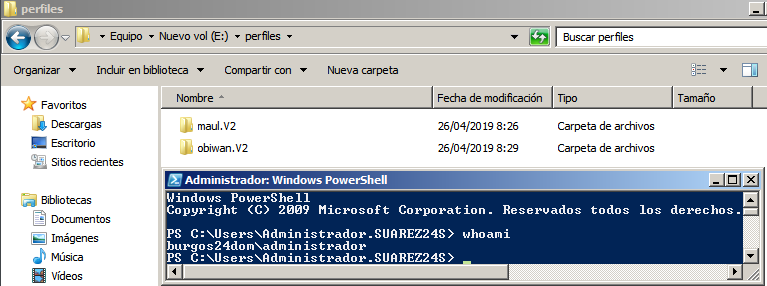 perfiles
Equipo Nuevo vol (E:) perfiles Buscar perfiles
Organizar Incluir en biblioteca Compartir con Nueva carpeta
Favoritos
Descargas
Escritorio
Sitios recientes
Bibliotecas
Documentos
Imágenes
Música
Vídeos
Nombre Fecha de modificación Tipo Tamaño
maul.V2 26/04/2019 8:26 Carpeta de archivos
obiwan.V2 26/04/2019 8:29 Carpeta de archivos
Administrador: Windows PowerShell
Windows PowerShell
Copyright (C) 2009 Microsoft Corporation. Reservados todos los derechos.
PS C:\Users\Administrador.SUAREZ24S> whoami
burgos24dom\administrador
PS C:\Users\Administrador.SUAREZ24S> _